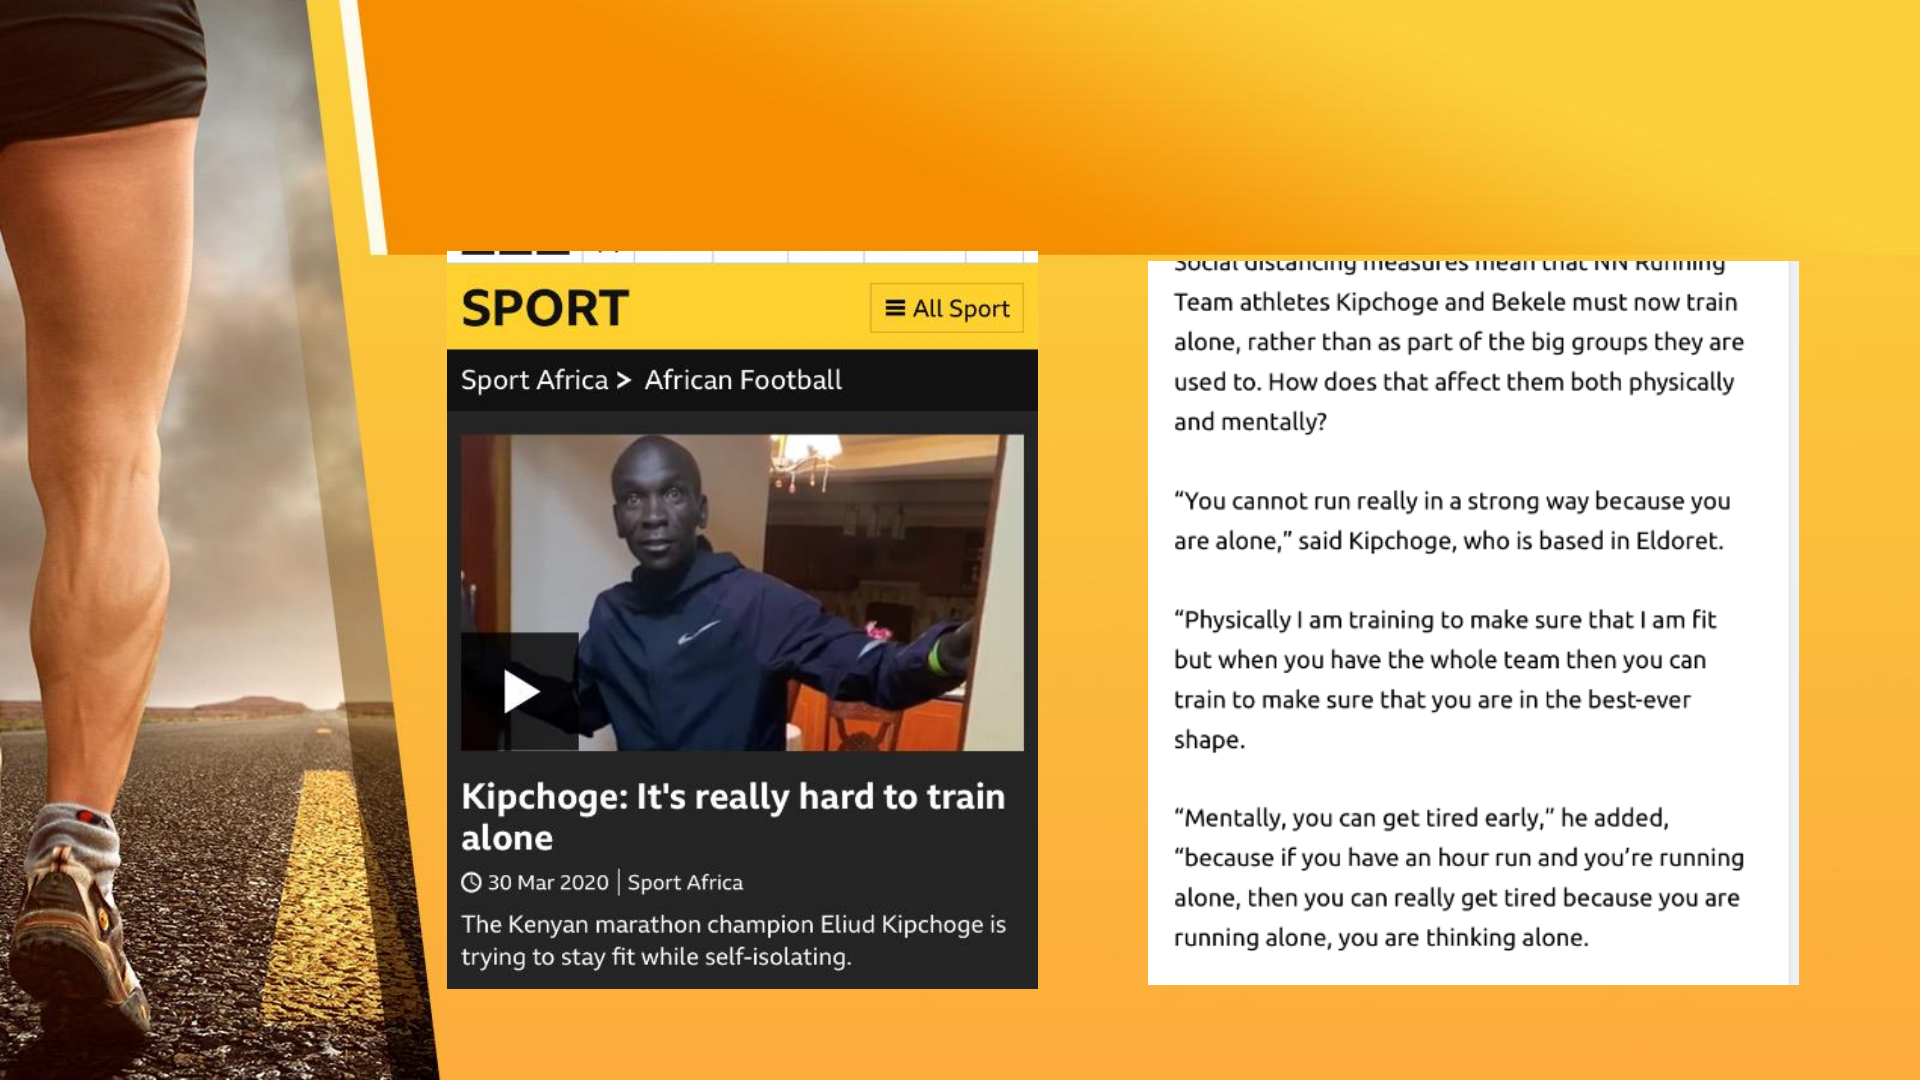 SPORT
All Sport
Sport Africa > African Football
Kipchoge: It's really hard to train
alone
30 Mar 2020 | Sport Africa
The Kenyan marathon champion Eliud Kipchoge is
trying to stay fit while self-isolating.
Social distancing measures mean that NN Running
Team athletes Kipchoge and Bekele must now train
alone, rather than as part of the big groups they are
used to. How does that affect them both physically
and mentally?
“You cannot run really in a strong way because you
are alone,” said Kipchoge, who is based in Eldoret.
“Physically I am training to make sure that I am fit
but when you have the whole team then you can
train to make sure that you are in the best-ever
shape.
“Mentally, you can get tired early,” he added,
“because if you have an hour run and you’re running
alone, then you can really get tired because you are
running alone, you are thinking alone.